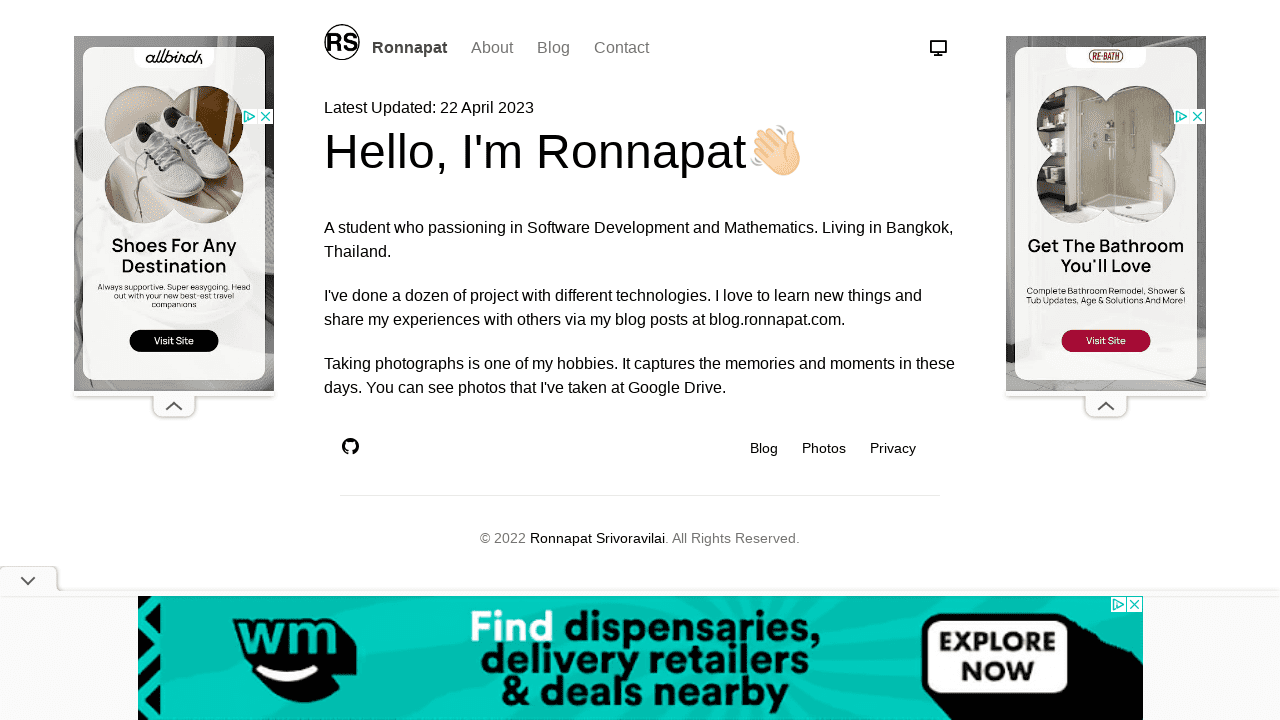 RS
Ronnapat
About
Blog
Contact
Latest Updated: 22 April 2023
Hello, I'm Ronnapat
A student who passioning in Software Development and Mathematics. Living in Bangkok,
Thailand.
I've done a dozen of project with different technologies. I love to learn new things and
share my experiences with others via my blog posts at blog.ronnapat.com.
Taking photographs is one of my hobbies. It captures the memories and moments in these
days. You can see photos that I've taken at Google Drive.
Blog
Photos
Privacy
© 2022 Ronnapat Srivoravilai. All Rights Reserved.
allbirds
Shoes For Any
Destination
Always supportive. Super easygoing. Head
out with your new best-est travel
companions
Visit Site
RE-BATH
Get The Bathroom
You'll Love
Complete Bathroom Remodel, Shower &
Tub Updates, Age & Solutions And More!
Visit Site
wm
Find dispensaries,
delivery retailers
& deals nearby
EXPLORE
NOW